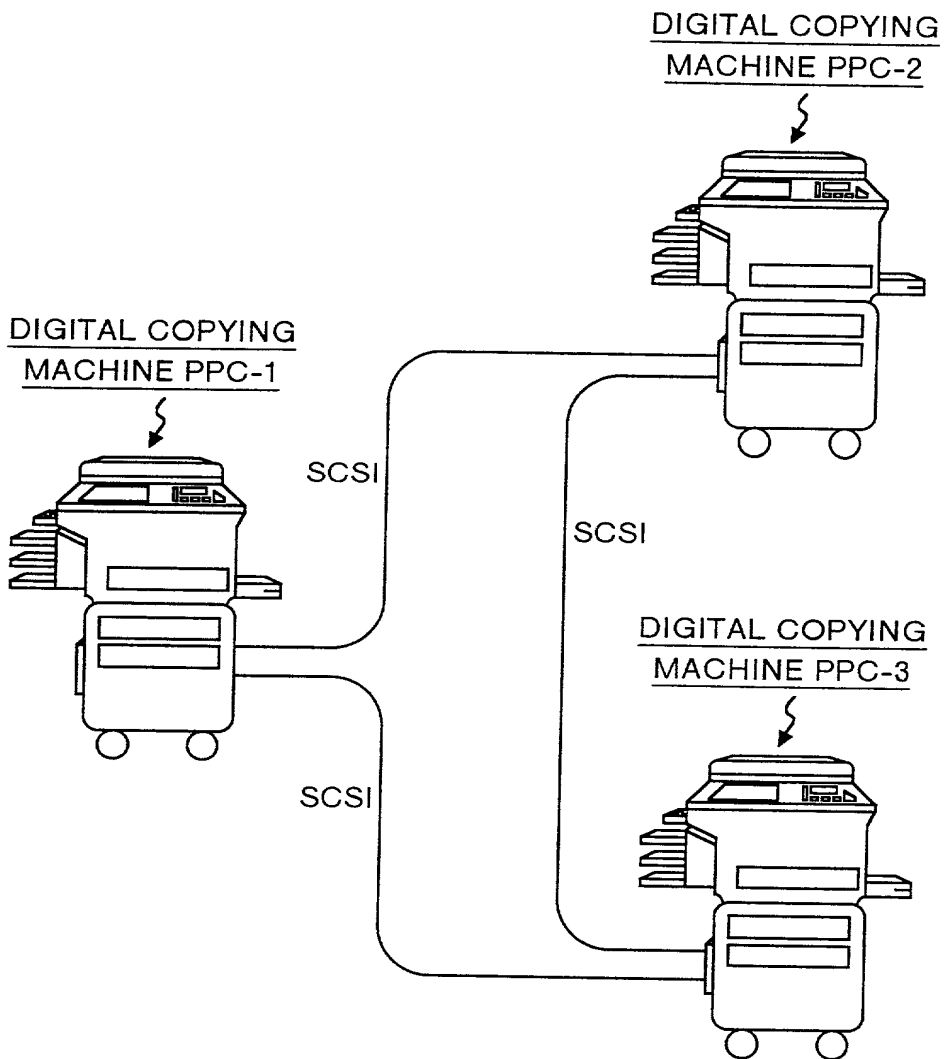 DIGITAL COPYING
MACHINE PPC-2
DIGITAL COPYING
MACHINE PPC-1
SCSI
SCSI
DIGITAL COPYING
MACHINE PPC-3
SCSI